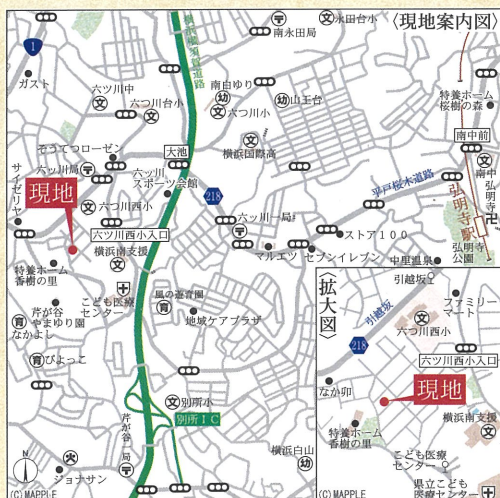 〈現地案内図〉
1
ガスト
六ツ川中
六つ川台小
横浜横須賀道路
南永田局
永田台小
南白ゆり
山王台
六つ川小
特養ホーム
桜樹の森
南中前
南中
弘明寺
弘明寺駅
弘明寺
公園
そうてつローゼン
大池
横浜国際高
六ッ川局
六ッ川
スポーツ会館
218
平戸桜木道路
サイゼリヤ
現地
六つ川西小
六ッ川一局
ストア100
六ツ川西小入口
マルエツ
セブンイレブン
中里温泉
横浜南支援
特養ホーム
香樹の里
こども医療
センター
風の遊音園
地域ケアプラザ
芹が谷
やまゆり園
なかよし
ぴよっこ
別所小
別所IC
芹が谷一局
ジョナサン
横浜白山
N
(C)MAPPLE
〈拡大図〉
引越坂
引越坂
ファミリー
マート
六つ川西小
218
六ツ川西小入口
なか卯
現地
横浜南支援
特養ホーム
香樹の里
こども医療
センター
県立こども
医療センター
(C)MAPPLE